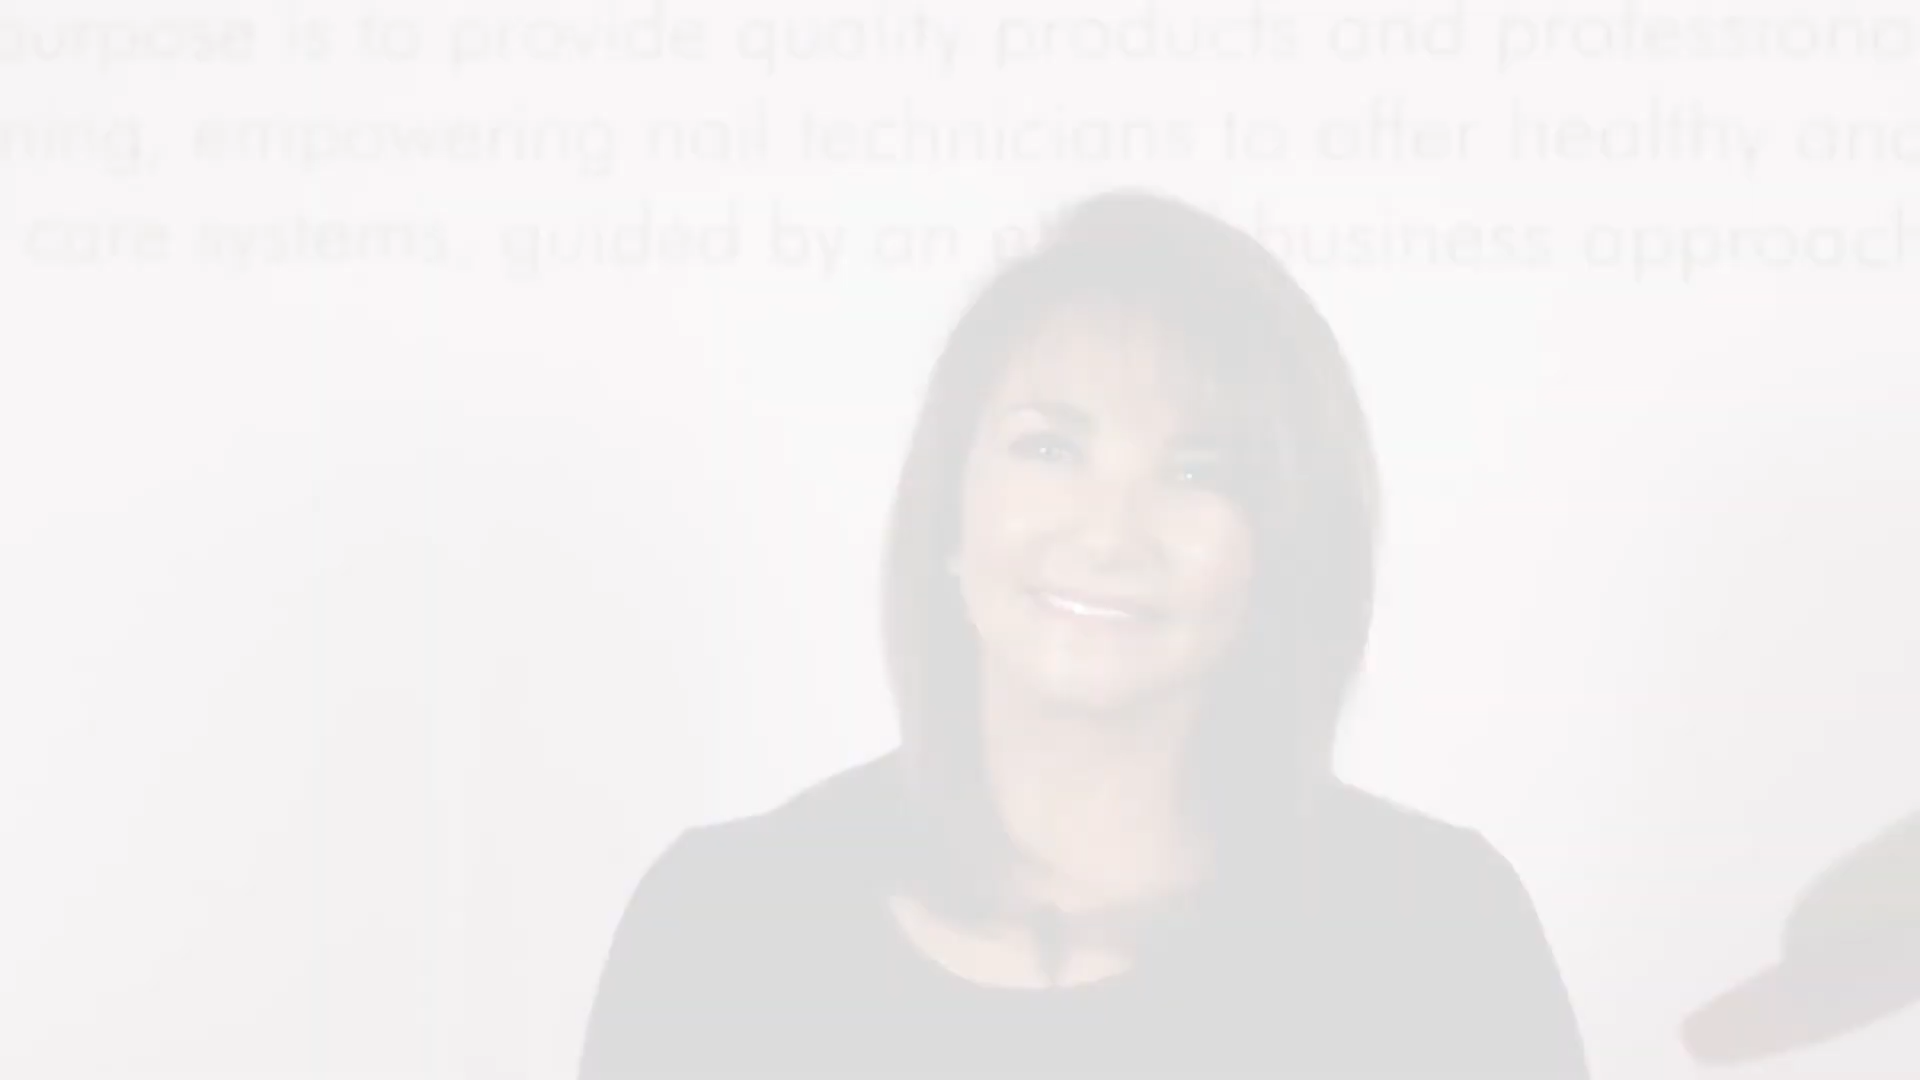 purpose is to provide quality products and professiona
ning, empowering nail technicians to offer healthy and
care systems, guided by an business approach